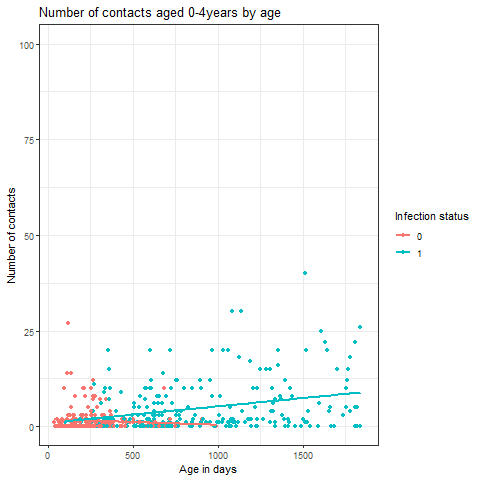 Number of contacts aged 0-4years by age
100
75
50
25
0
Number of contacts
0
500
1000
1500
Age in days
Infection status
0
1